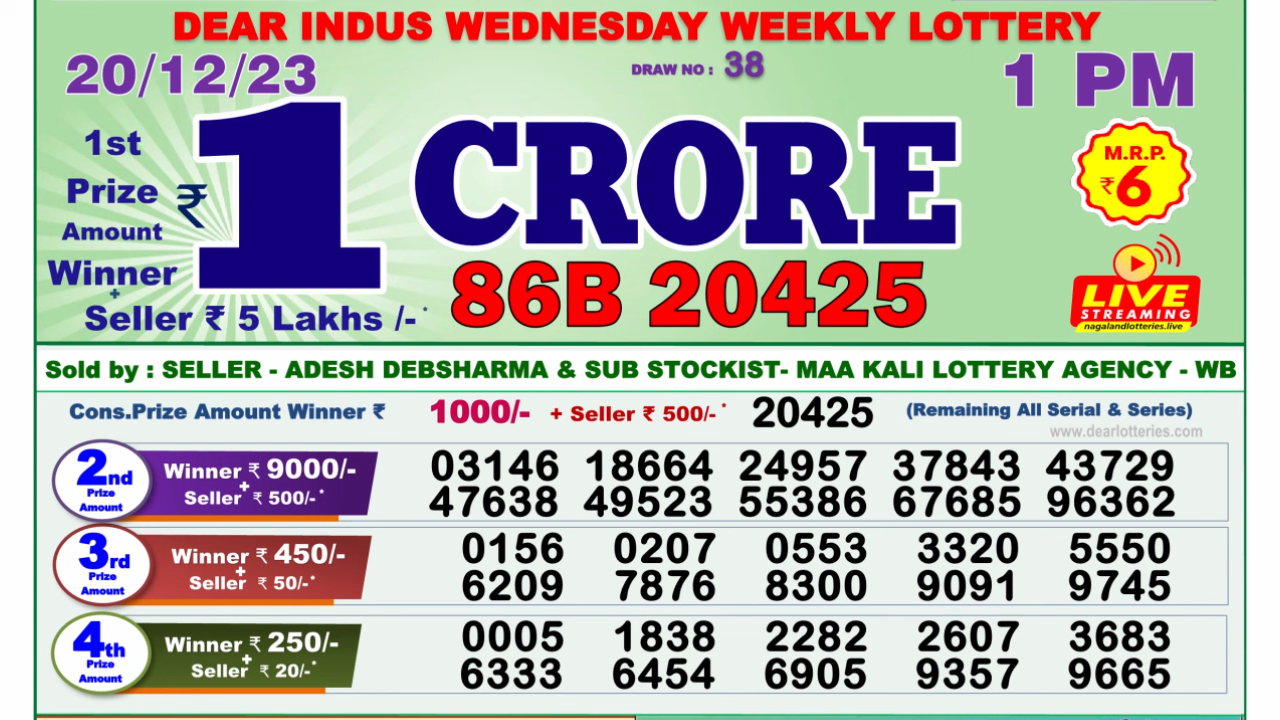 DEAR INDUS WEDNESDAY WEEKLY LOTTERY
20/12/23
DRAW NO : 38
1 PM
1st
Prize
Amount
Winner
+
Seller ₹ 5 Lakhs /-*
₹ 1 CRORE
86B 20425
M.R.P.
₹6
LIVE
STREAMING
nagalandlotteries.live
Sold by : SELLER - ADESH DEBSHARMA & SUB STOCKIST- MAA KALI LOTTERY AGENCY - WB
Cons.Prize Amount Winner ₹ 1000/- + Seller ₹ 500/-* 20425 (Remaining All Serial & Series)
www.dearlotteries.com
2nd
Prize
Amount
Winner ₹ 9000/-
+
Seller ₹ 500/-*
03146 18664 24957 37843 43729
47638 49523 55386 67685 96362
3rd
Prize
Amount
Winner ₹ 450/-
+
Seller ₹ 50/-*
0156 0207 0553 3320 5550
6209 7876 8300 9091 9745
4th
Prize
Amount
Winner ₹ 250/-
+
Seller ₹ 20/-*
0005 1838 2282 2607 3683
6333 6454 6905 9357 9665